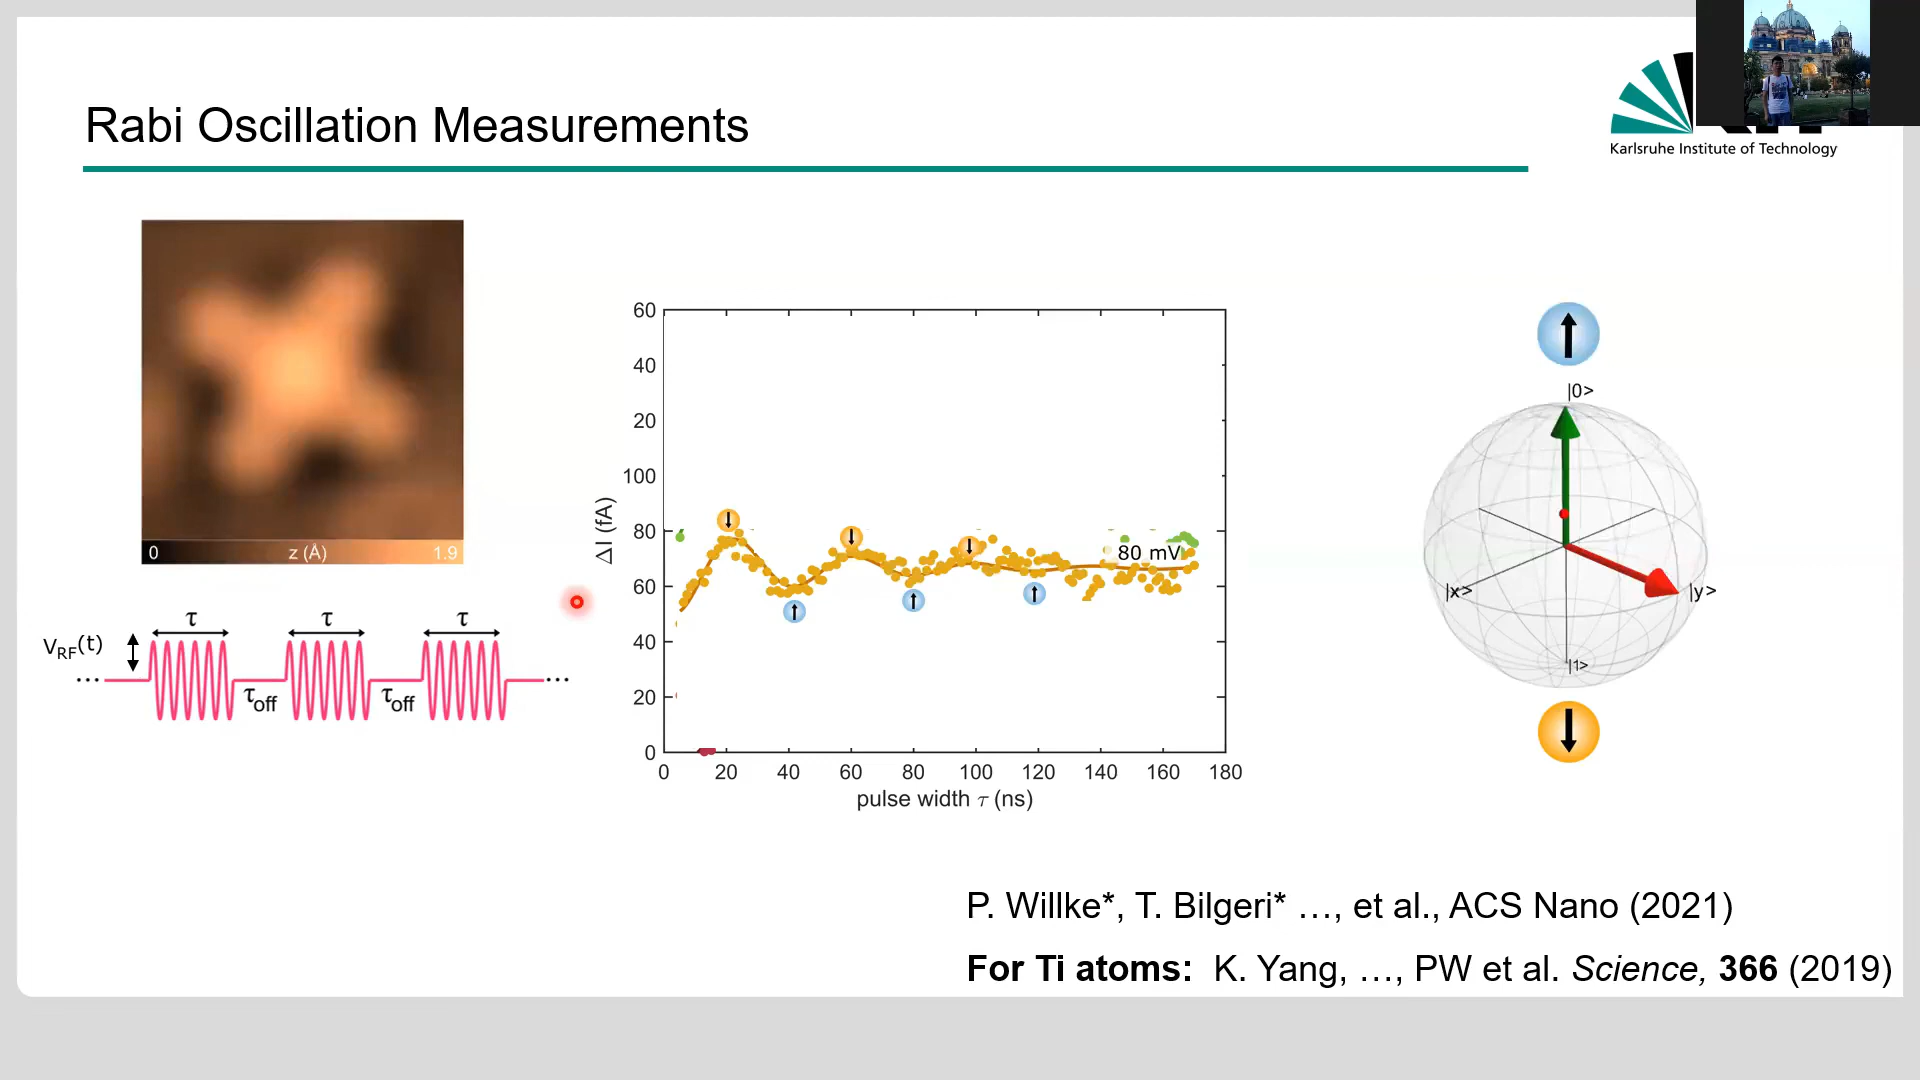 Rabi Oscillation Measurements
Karlsruhe Institute of Technology
0 z (Å) 1.9
τ τ τ
V_RF(t)
... τ_off τ_off ...
ΔI (fA)
60
40
20
100
80
60
40
20
0
80 mV
0 20 40 60 80 100 120 140 160 180
pulse width τ (ns)
|0>
|x> |y>
|1>
P. Willke*, T. Bilgeri* …, et al., ACS Nano (2021)
For Ti atoms: K. Yang, …, PW et al. Science, 366 (2019)